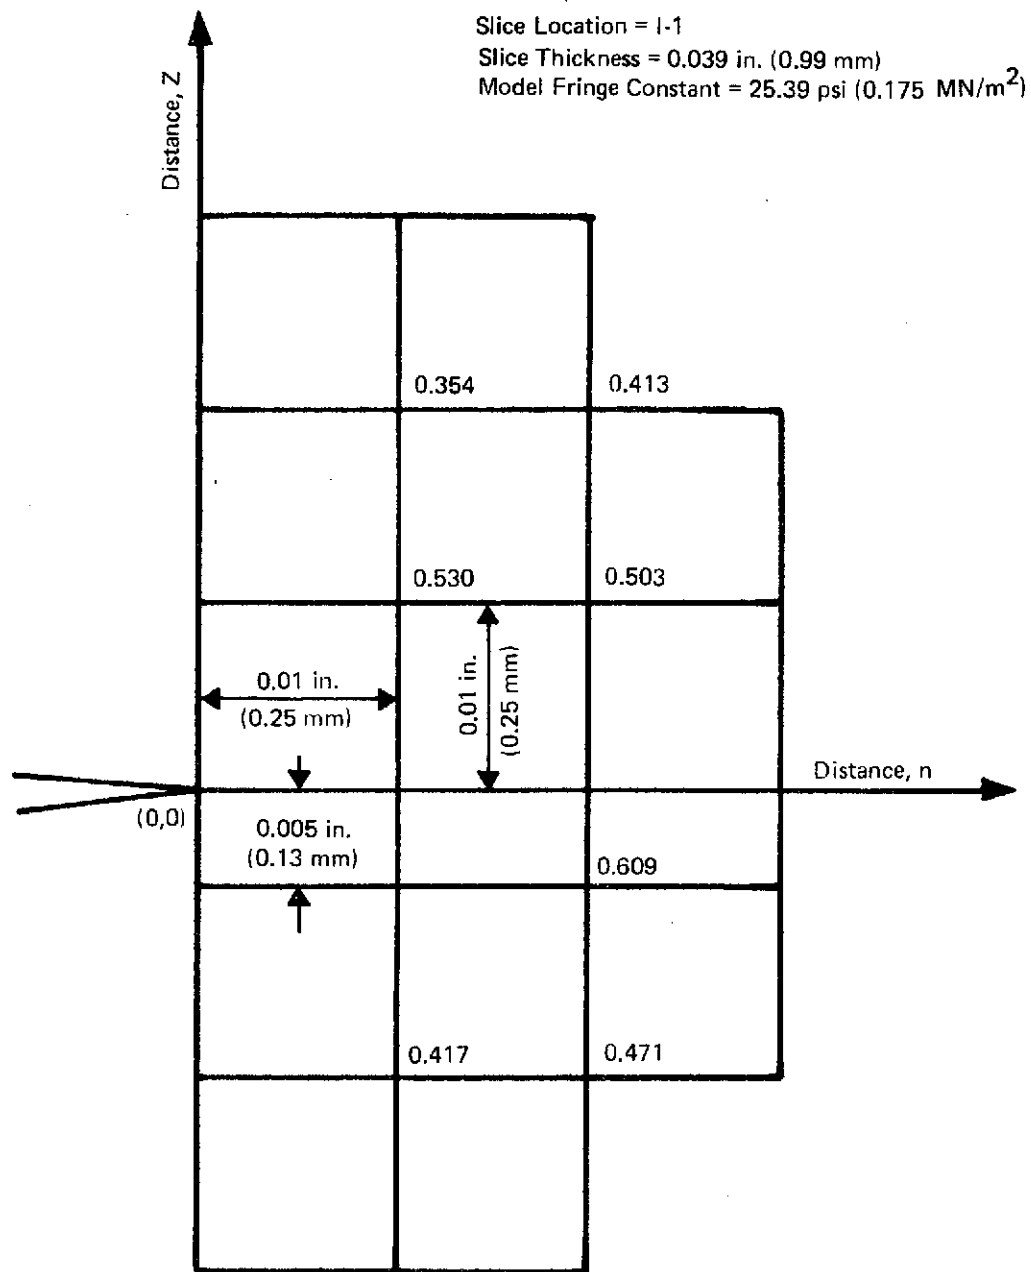 Slice Location = I-1
Slice Thickness = 0.039 in. (0.99 mm)
Model Fringe Constant = 25.39 psi (0.175 MN/m²)
Distance, Z
0.354
0.413
0.530
0.503
0.01 in.
(0.25 mm)
0.01 in.
(0.25 mm)
Distance, n
(0,0)
0.005 in.
(0.13 mm)
0.609
0.417
0.471